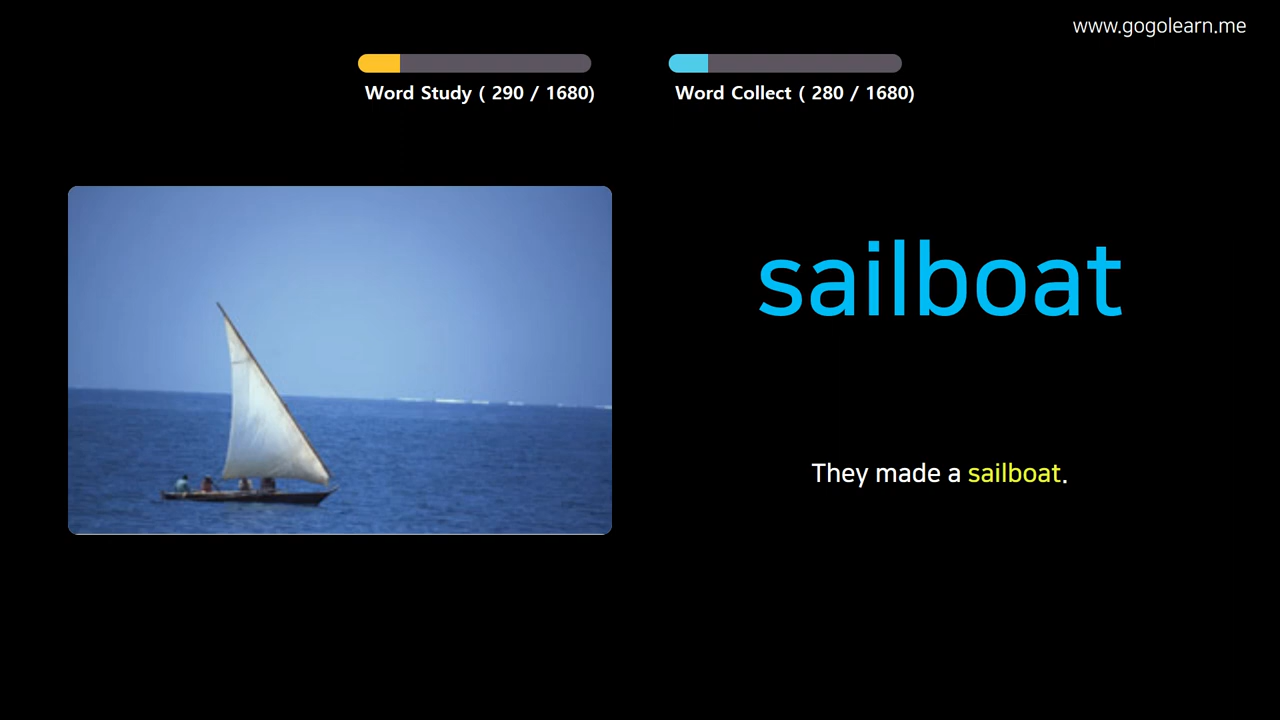 www.gogolearn.me
Word Study ( 290 / 1680)
Word Collect ( 280 / 1680)
sailboat
They made a sailboat.